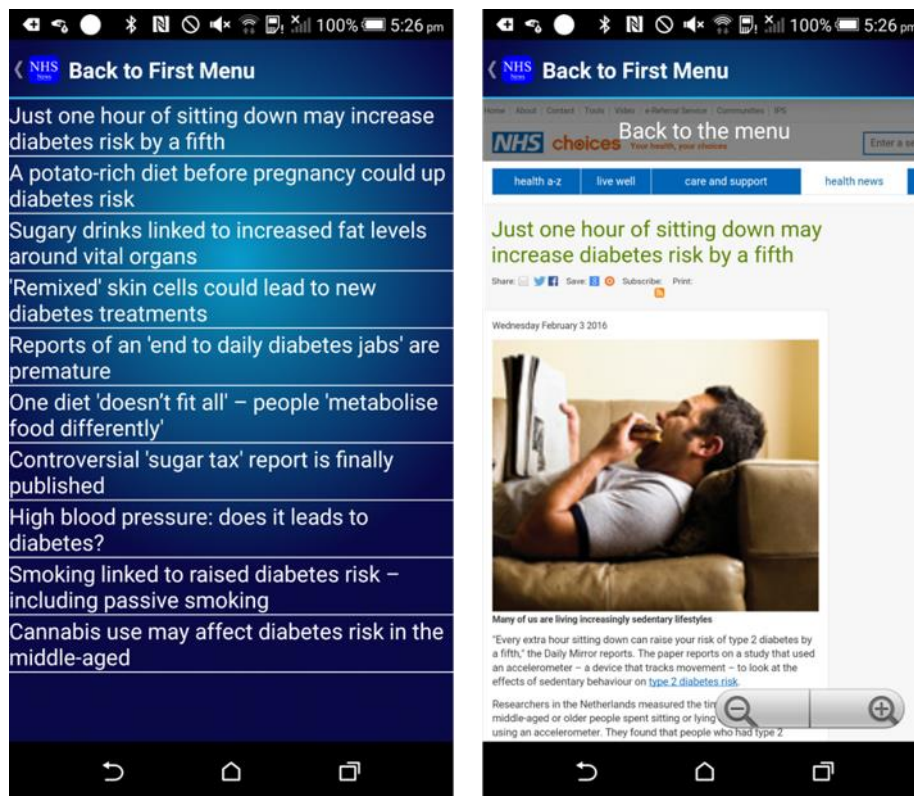 100% 5:26 pm
NHS
News
Back to First Menu
Just one hour of sitting down may increase
diabetes risk by a fifth
A potato-rich diet before pregnancy could up
diabetes risk
Sugary drinks linked to increased fat levels
around vital organs
'Remixed' skin cells could lead to new
diabetes treatments
Reports of an 'end to daily diabetes jabs' are
premature
One diet 'doesn’t fit all' – people 'metabolise
food differently'
Controversial 'sugar tax' report is finally
published
High blood pressure: does it leads to
diabetes?
Smoking linked to raised diabetes risk –
including passive smoking
Cannabis use may affect diabetes risk in the
middle-aged
100% 5:26 pm
NHS
News
Back to First Menu
Home About Contact Tools Video e-Referral Service Communities IPS
Back to the menu
NHS choices Your health, your choices
Enter a se
health a-z live well care and support health news
Just one hour of sitting down may
increase diabetes risk by a fifth
Share: Save: Subscribe: Print:
Wednesday February 3 2016
Many of us are living increasingly sedentary lifestyles
"Every extra hour sitting down can raise your risk of type 2 diabetes by
a fifth," the Daily Mirror reports. The paper reports on a study that used
an accelerometer – a device that tracks movement – to look at the
effects of sedentary behaviour on type 2 diabetes risk.
Researchers in the Netherlands measured the
middle-aged or older people spent sitting or lying
using an accelerometer. They found that people who had type 2